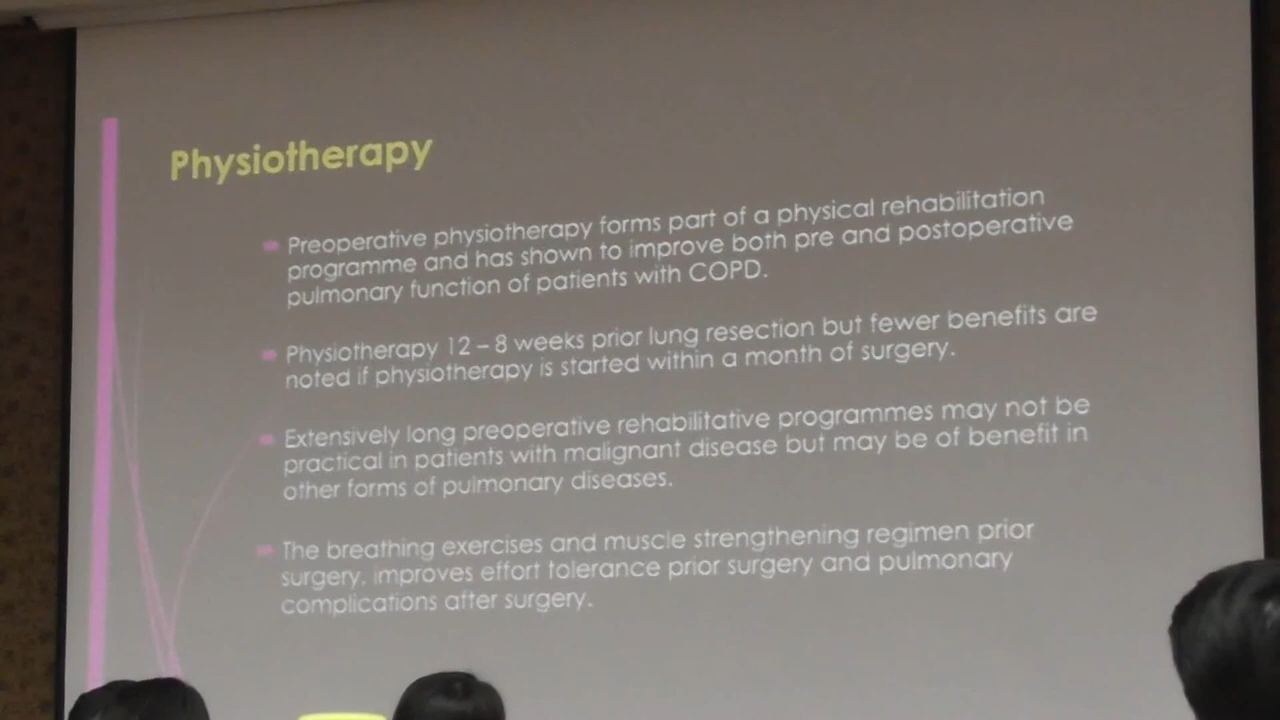 Physiotherapy
Preoperative physiotherapy forms part of a physical rehabilitation
programme and has shown to improve both pre and postoperative
pulmonary function of patients with COPD.
Physiotherapy 12 – 8 weeks prior lung resection but fewer benefits are
noted if physiotherapy is started within a month of surgery.
Extensively long preoperative rehabilitative programmes may not be
practical in patients with malignant disease but may be of benefit in
other forms of pulmonary diseases.
The breathing exercises and muscle strengthening regimen prior
surgery, improves effort tolerance prior surgery and pulmonary
complications after surgery.